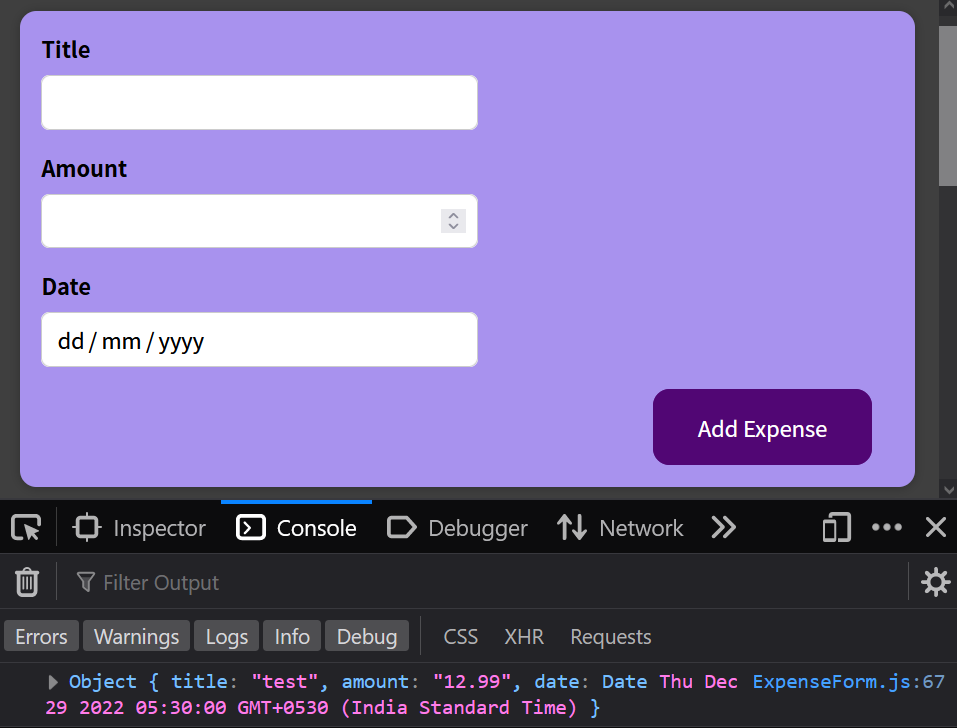 Title
Amount
Date
dd / mm / yyyy
Add Expense
Inspector Console Debugger Network
Filter Output
Errors Warnings Logs Info Debug CSS XHR Requests
Object { title: "test", amount: "12.99", date: Date Thu Dec ExpenseForm.js:67
29 2022 05:30:00 GMT+0530 (India Standard Time) }